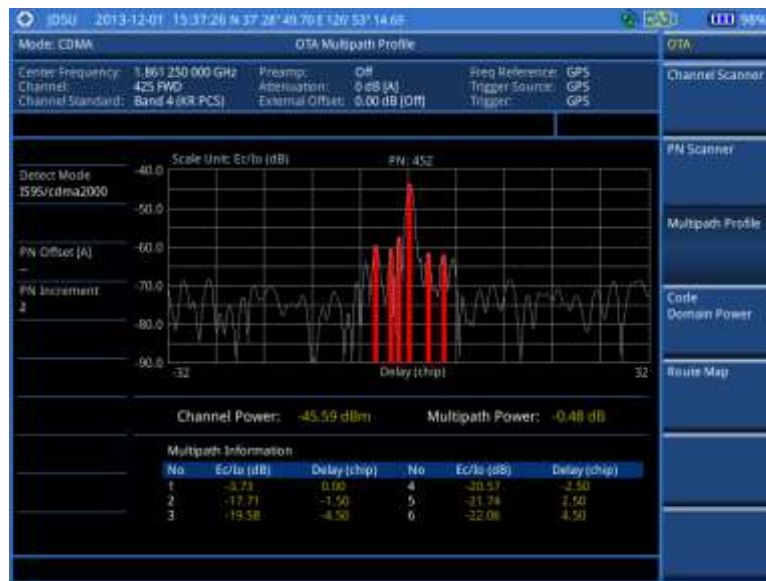 JDSU 2013-12-01 15:37:26 N 37 28' 49.70 E 126 53' 14.69 98%
Mode: CDMA OTA Multipath Profile OTA
Center Frequency: 1.861 250 000 GHz Preamp: Off Freq Reference: GPS
Channel: 425 FWD Attenuation: 0 dB [A] Trigger Source: GPS
Channel Standard: Band 4 (KR PCS) External Offset: 0.00 dB [Off] Trigger: GPS
Channel Scanner
PN Scanner
Multipath Profile
Code
Domain Power
Route Map
Detect Mode
IS95/cdma2000
PN Offset [A]
--
PN Increment
2
Scale Unit: Ec/Io (dB) PN: 452
-40.0
-50.0
-60.0
-70.0
-80.0
-90.0
-32 Delay (chip) 32
Channel Power: -45.59 dBm Multipath Power: -0.48 dB
Multipath Information
No Ec/Io (dB) Delay (chip) No Ec/Io (dB) Delay (chip)
1 -3.73 0.00 4 -20.57 -2.50
2 -17.71 -1.50 5 -21.74 2.50
3 -19.58 -4.50 6 -22.06 4.50